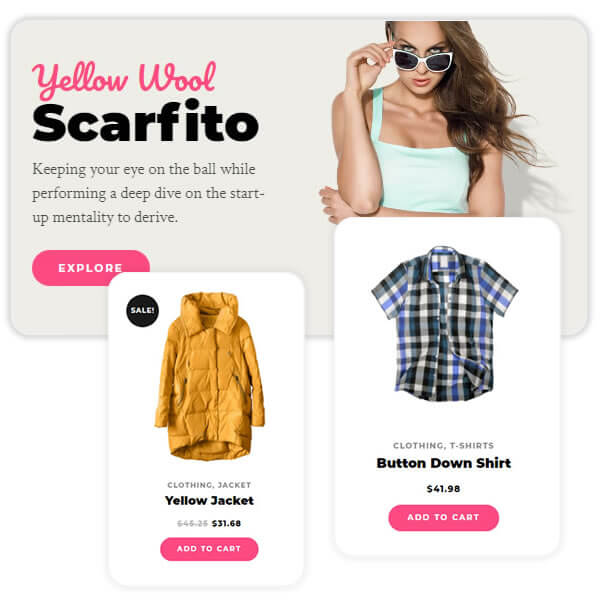 Yellow Wool
Scarfito
Keeping your eye on the ball while
performing a deep dive on the start-
up mentality to derive.
EXPLORE
SALE!
CLOTHING, JACKET
Yellow Jacket
$45.25 $31.68
ADD TO CART
CLOTHING, T-SHIRTS
Button Down Shirt
$41.98
ADD TO CART